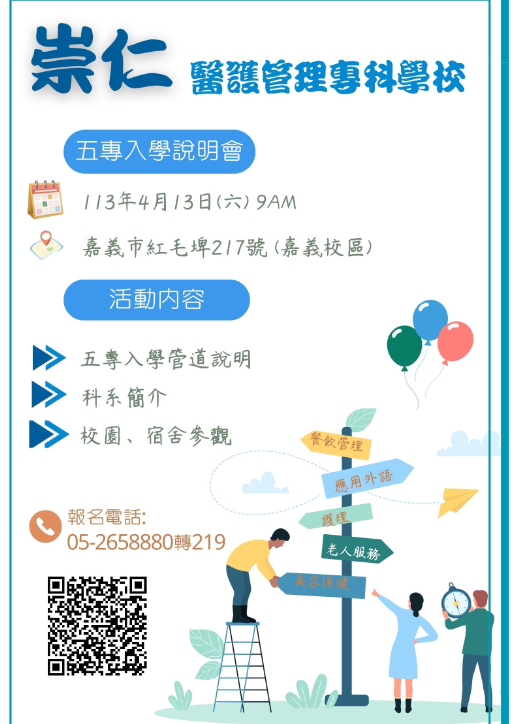 崇仁 醫護管理專科學校
五專入學說明會
113年4月13日(六) 9AM
嘉義市紅毛埤217號 (嘉義校區)
活動内容
五專入學管道說明
科系簡介
校園、宿舍參觀
餐飲管理
應用外語
護理
老人服務
美容保健
報名電話:
05-2658880轉219